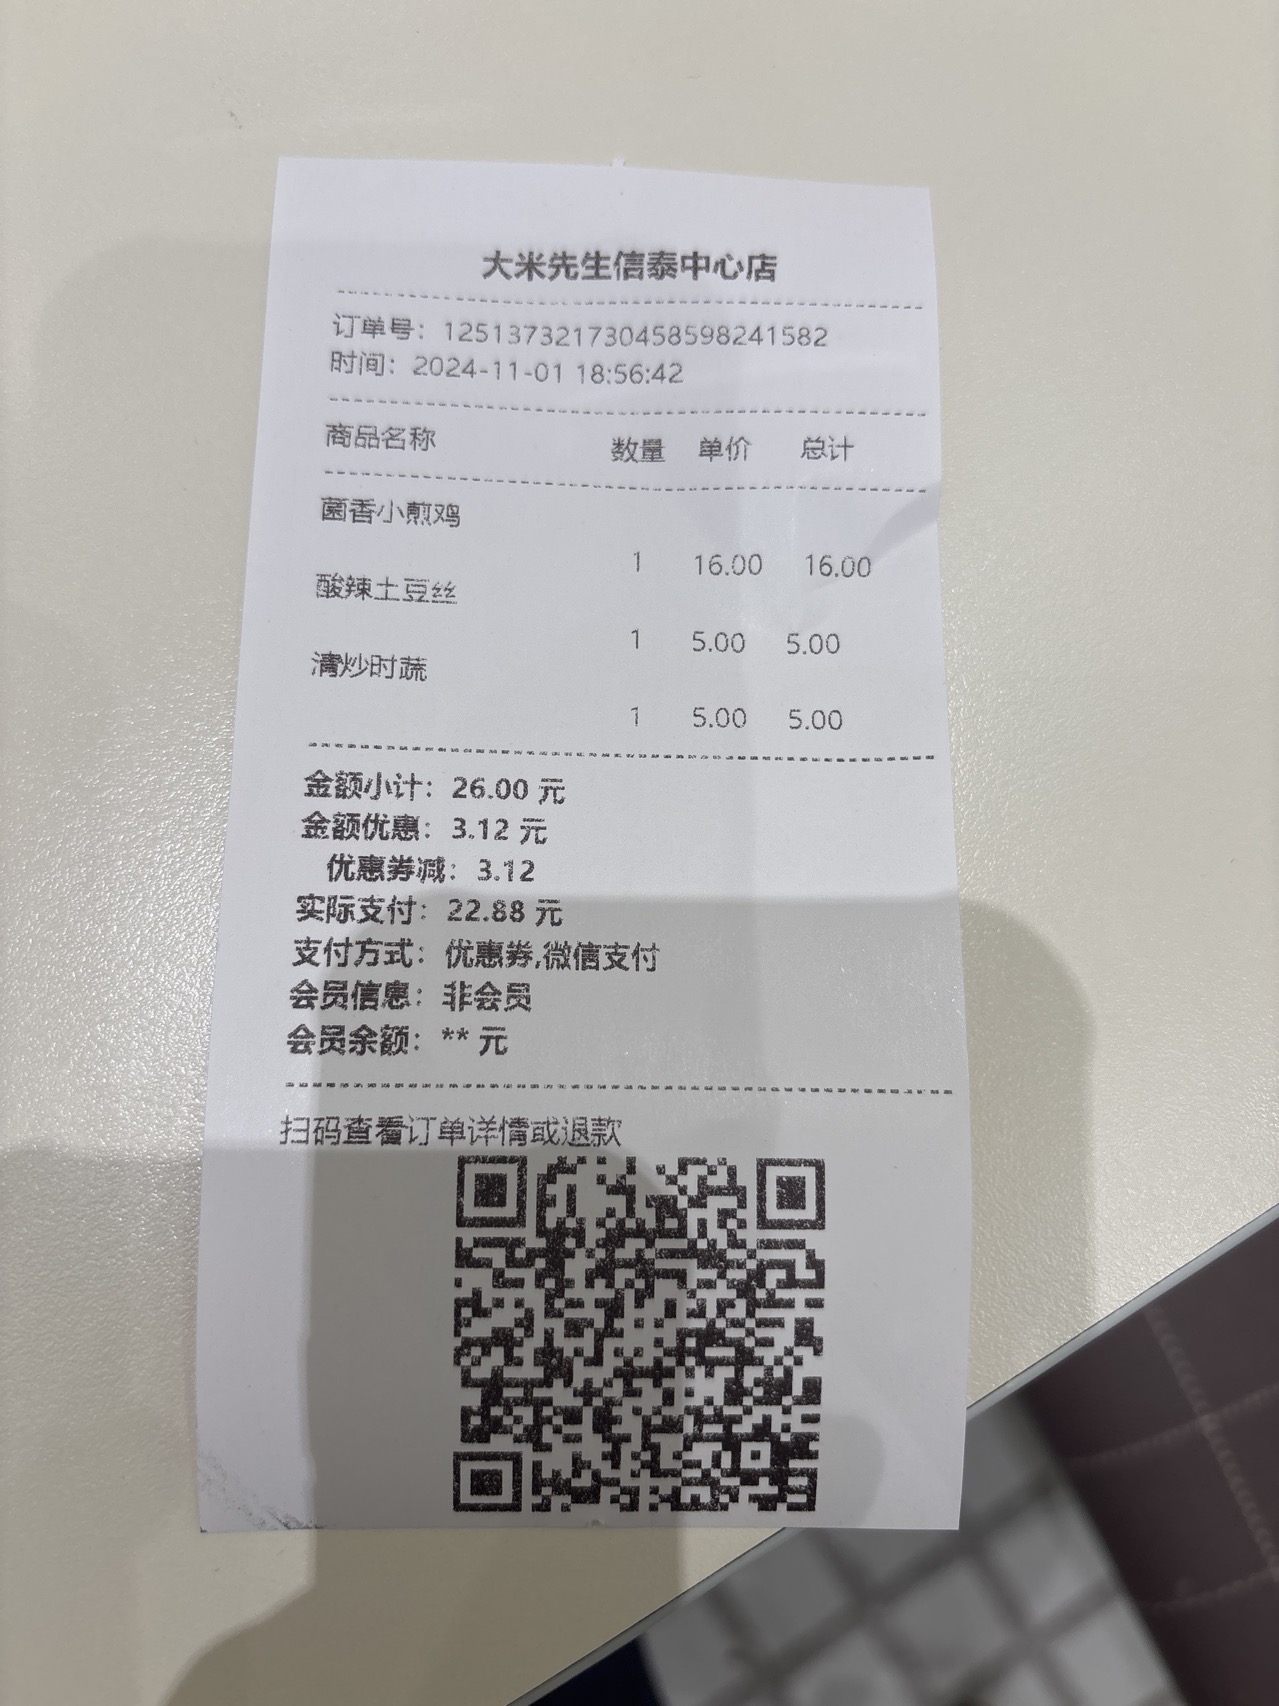 大米先生信泰中心店
订单号：125137321730458598241582
时间：2024-11-01 18:56:42
商品名称 数量 单价 总计
菌香小煎鸡
1 16.00 16.00
酸辣土豆丝
1 5.00 5.00
清炒时蔬
1 5.00 5.00
金额小计：26.00 元
金额优惠：3.12 元
优惠券减：3.12
实际支付：22.88 元
支付方式：优惠券,微信支付
会员信息：非会员
会员余额：** 元
扫码查看订单详情或退款